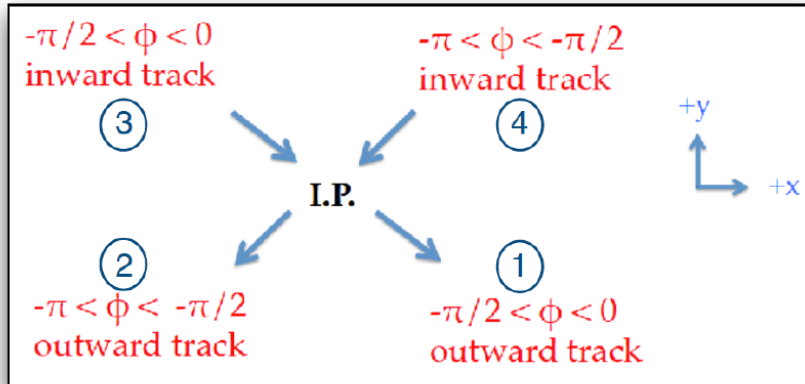 -π/2 < φ < 0
inward track
3
-π< φ < -π/2
inward track
4
+y
+x
I.P.
2
-π< φ < -π/2
outward track
1
-π/2 < φ < 0
outward track